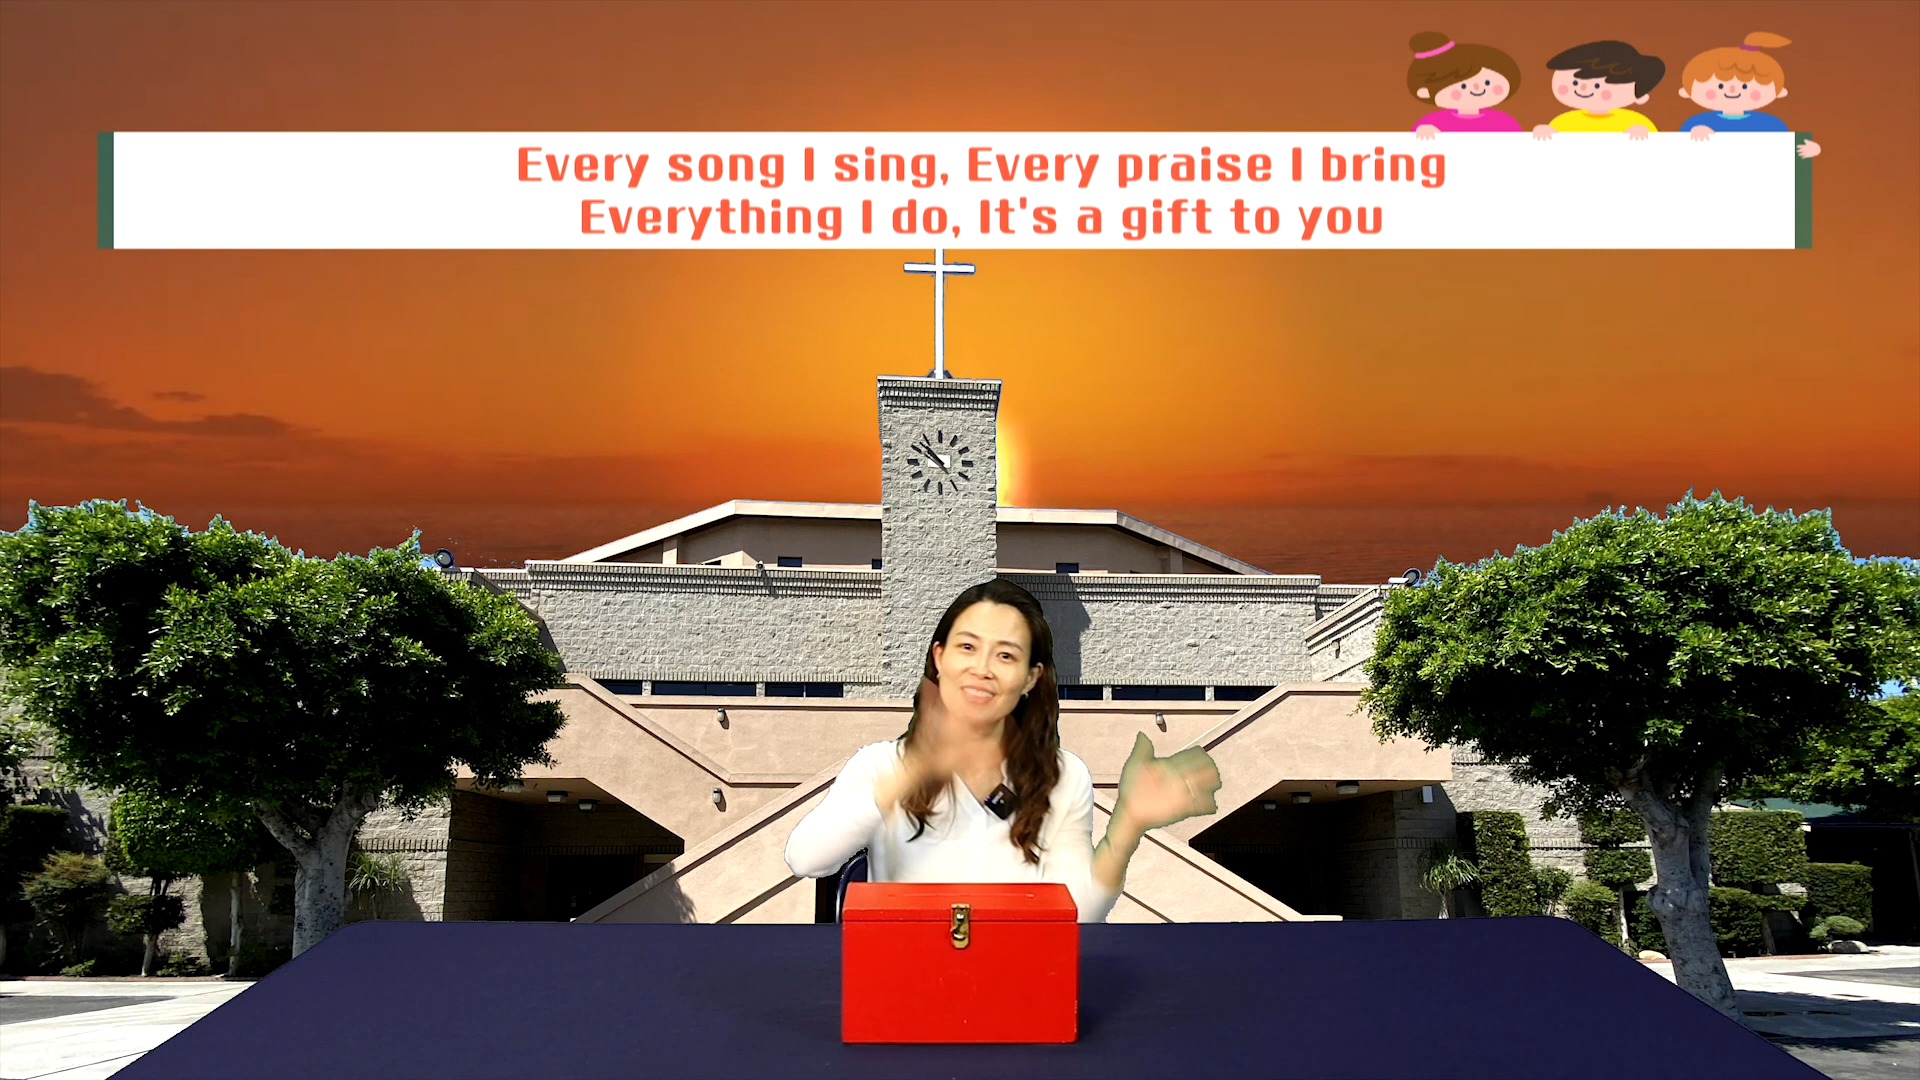 Every song I sing, Every praise I bring
Everything I do, It's a gift to you